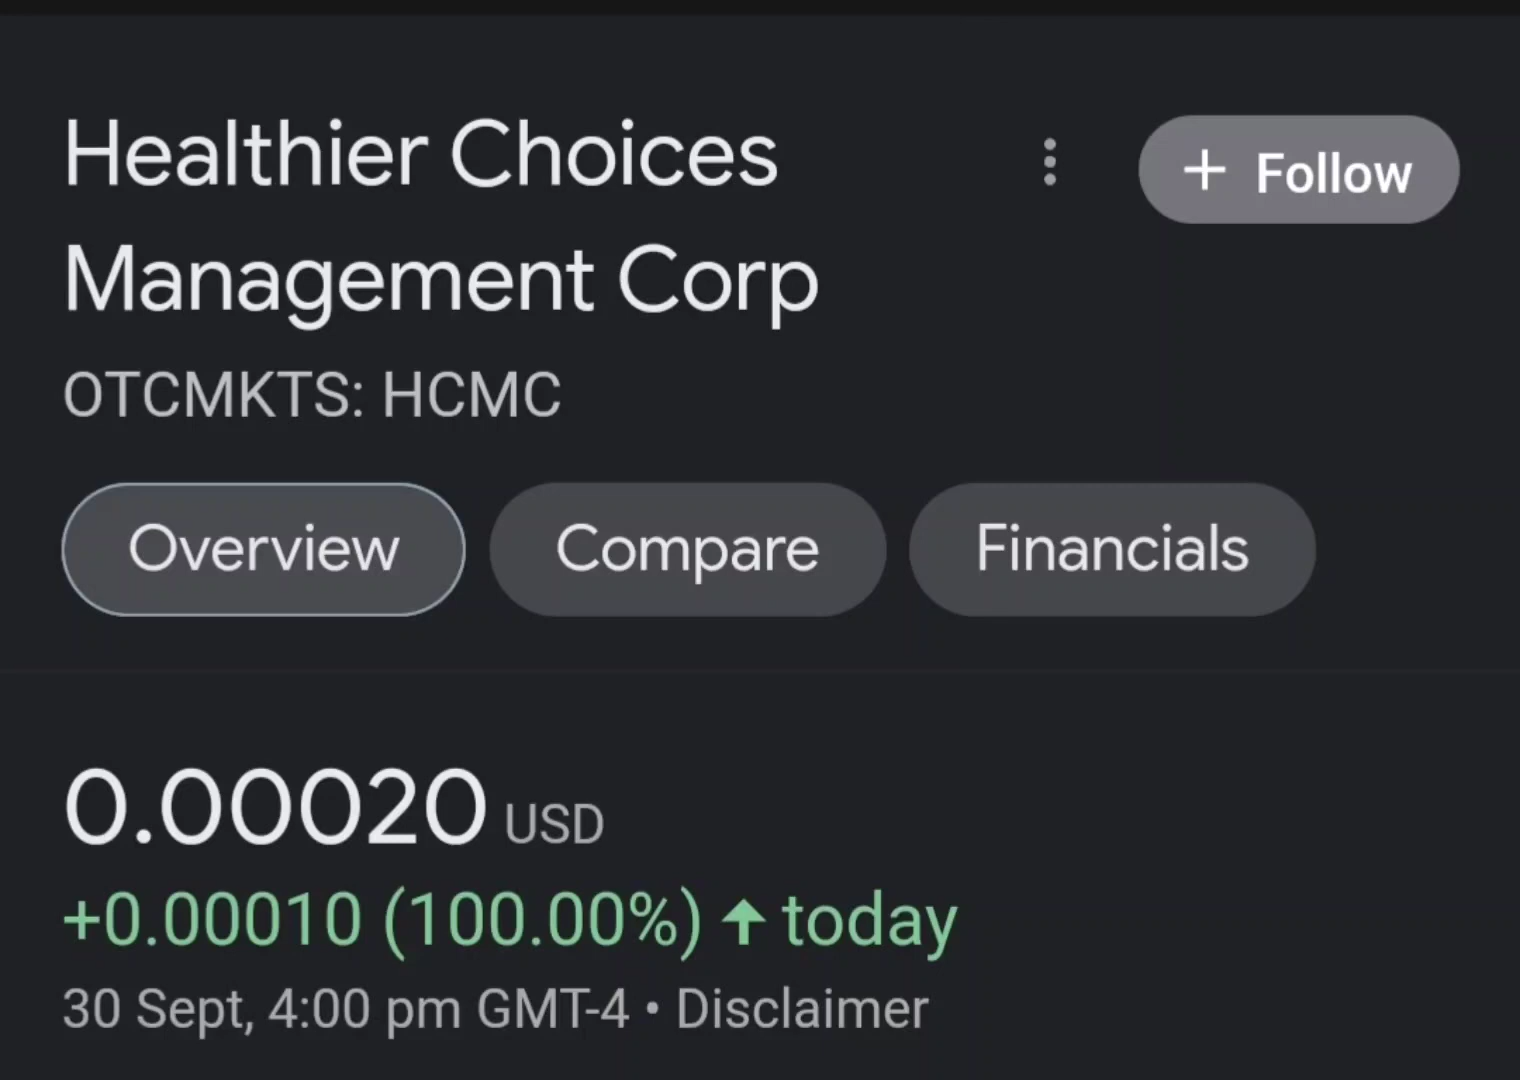 Healthier Choices
Management Corp
+ Follow
OTCMKTS: HCMC
Overview
Compare
Financials
0.00020 USD
+0.00010 (100.00%) ↑ today
30 Sept, 4:00 pm GMT-4 • Disclaimer